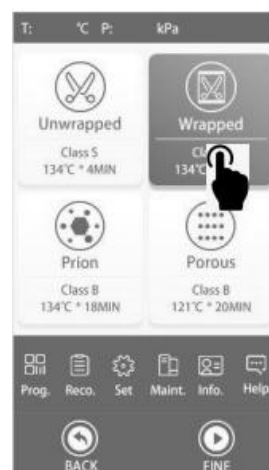 T: °C P: kPa
Unwrapped
Class S
134°C * 4MIN
Wrapped
134°C
Prion
Class B
134°C * 18MIN
Porous
Class B
121°C * 20MIN
Prog. Reco. Set Maint. Info. Help
BACK FINE